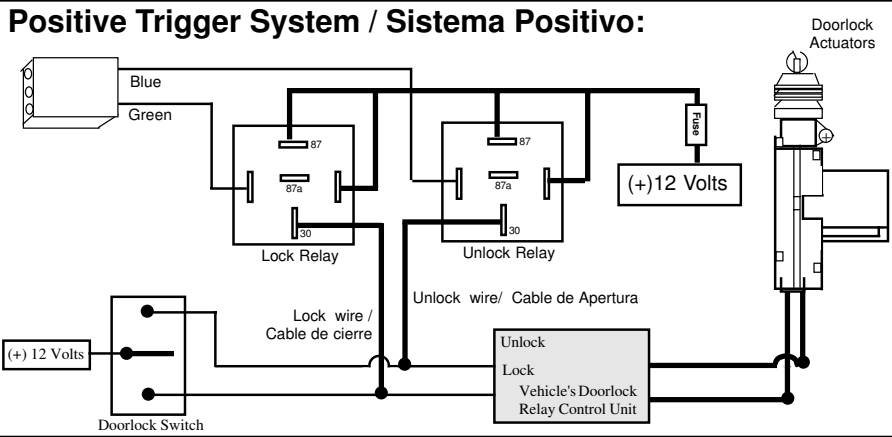 Positive Trigger System / Sistema Positivo:
Doorlock
Actuators
Blue
Green
87
87a
30
Lock Relay
87
87a
30
Unlock Relay
Fuse
(+)12 Volts
Lock wire /
Cable de cierre
Unlock wire/ Cable de Apertura
(+) 12 Volts
Doorlock Switch
Unlock
Lock
Vehicle's Doorlock
Relay Control Unit